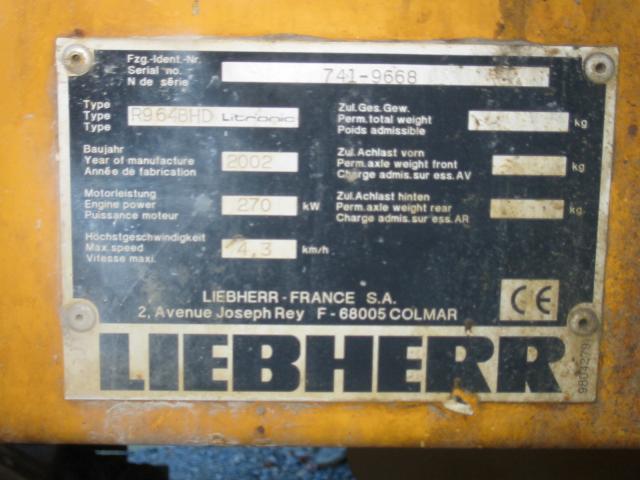 Fzg.-Ident.-Nr.
Serial no.
N de série
741-9668
Type
Type
Type
R964BHD Litronic
Baujahr
Year of manufacture
Année de fabrication
2002
Motorleistung
Engine power
Puissance moteur
270 kW
Höchstgeschwindigkeit
Max. speed
Vitesse maxi.
4,3 km/h
Zul.Ges.Gew.
Perm.total weight
Poids admissible
kg
Zul.Achlast vorn
Perm.axle weight front
Charge admis.sur ess.AV
kg
Zul.Achlast hinten
Perm.axle weight rear
Charge admis.sur ess.AR
kg
LIEBHERR-FRANCE S.A.
2, Avenue Joseph Rey F-68005 COLMAR
CE
LIEBHERR